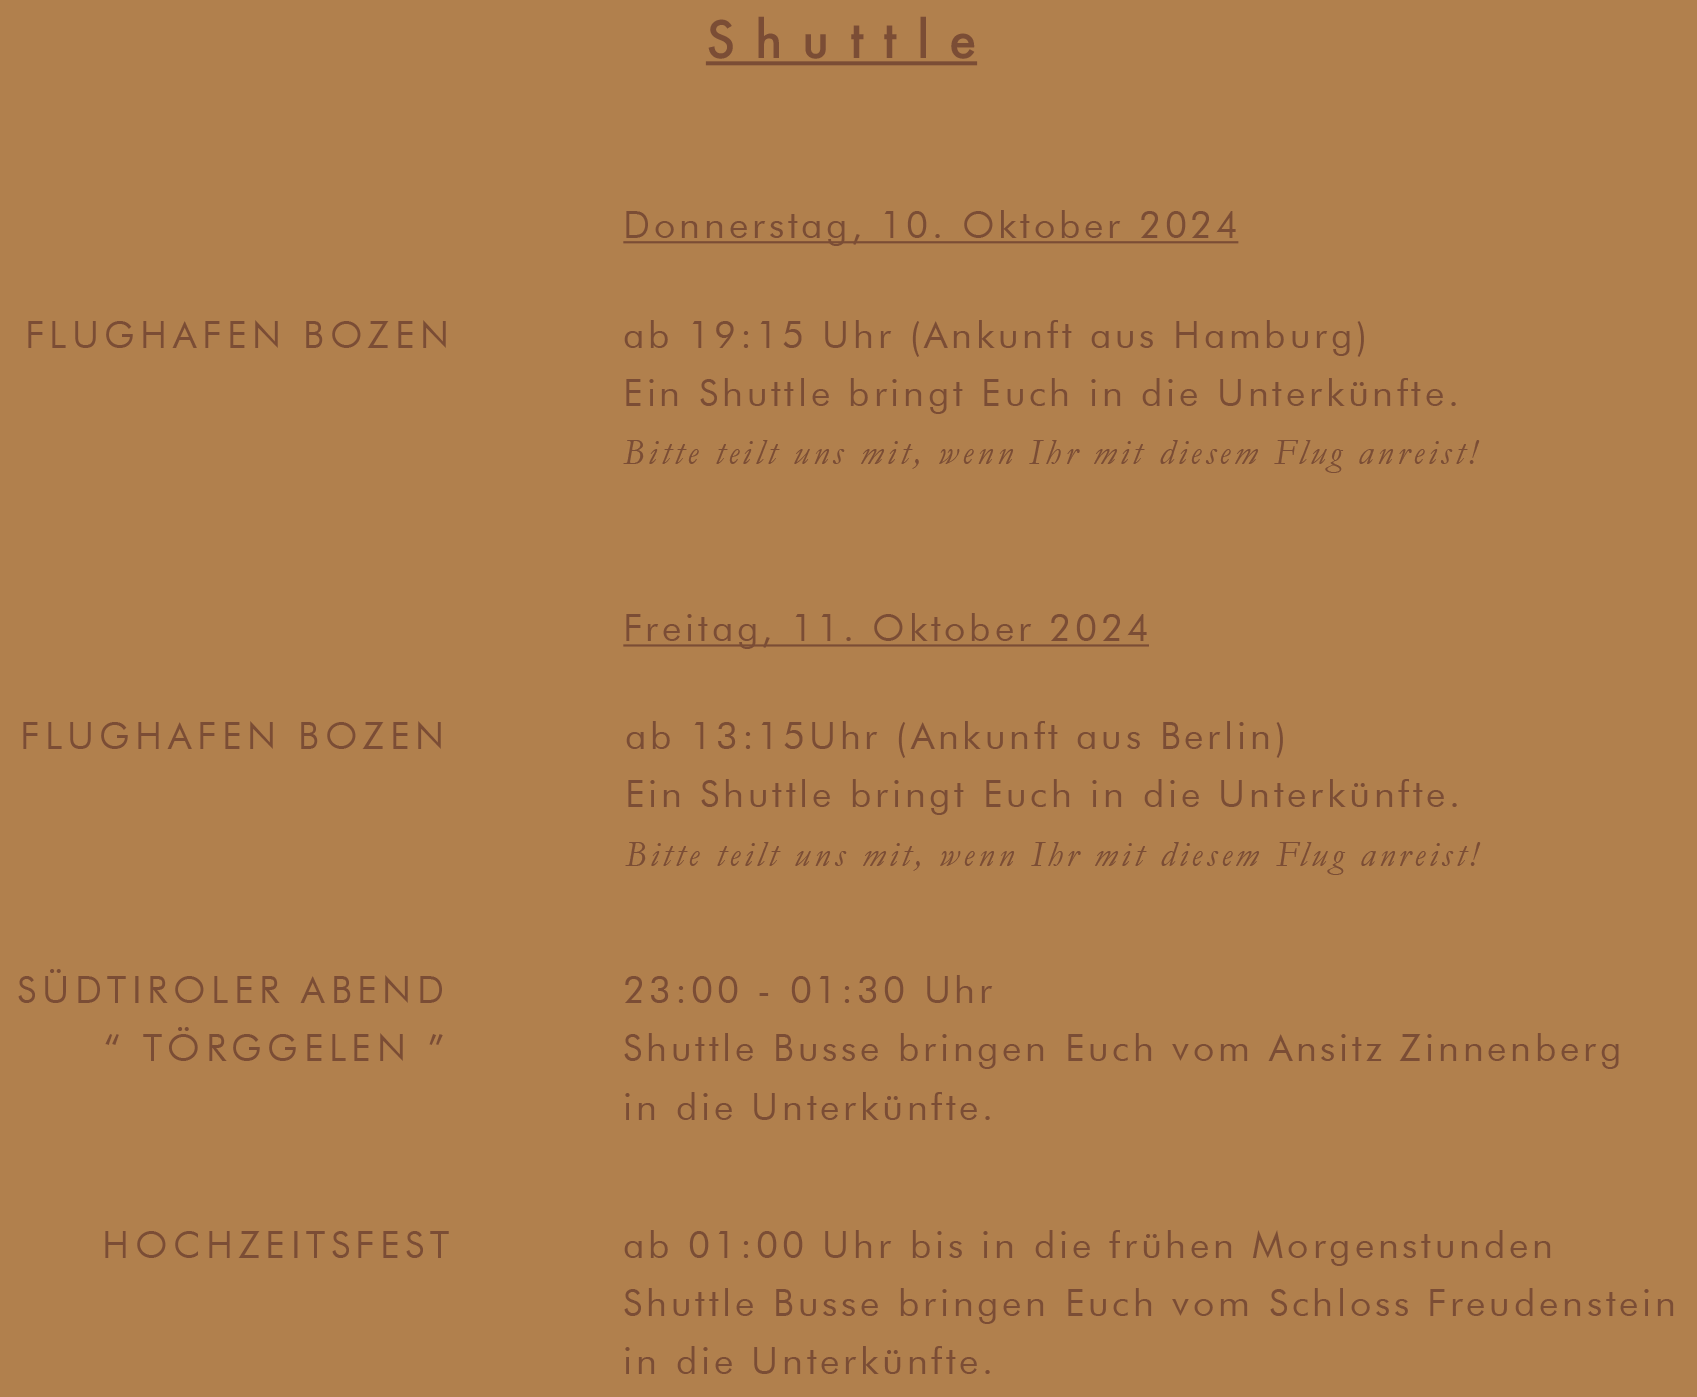 Shuttle
Donnerstag, 10. Oktober 2024
FLUGHAFEN BOZEN ab 19:15 Uhr (Ankunft aus Hamburg)
Ein Shuttle bringt Euch in die Unterkünfte.
Bitte teilt uns mit, wenn Ihr mit diesem Flug anreist!
Freitag, 11. Oktober 2024
FLUGHAFEN BOZEN ab 13:15Uhr (Ankunft aus Berlin)
Ein Shuttle bringt Euch in die Unterkünfte.
Bitte teilt uns mit, wenn Ihr mit diesem Flug anreist!
SÜDTIROLER ABEND 23:00 - 01:30 Uhr
“ TÖRGGELEN ” Shuttle Busse bringen Euch vom Ansitz Zinnenberg
in die Unterkünfte.
HOCHZEITSFEST ab 01:00 Uhr bis in die frühen Morgenstunden
Shuttle Busse bringen Euch vom Schloss Freudenstein
in die Unterkünfte.